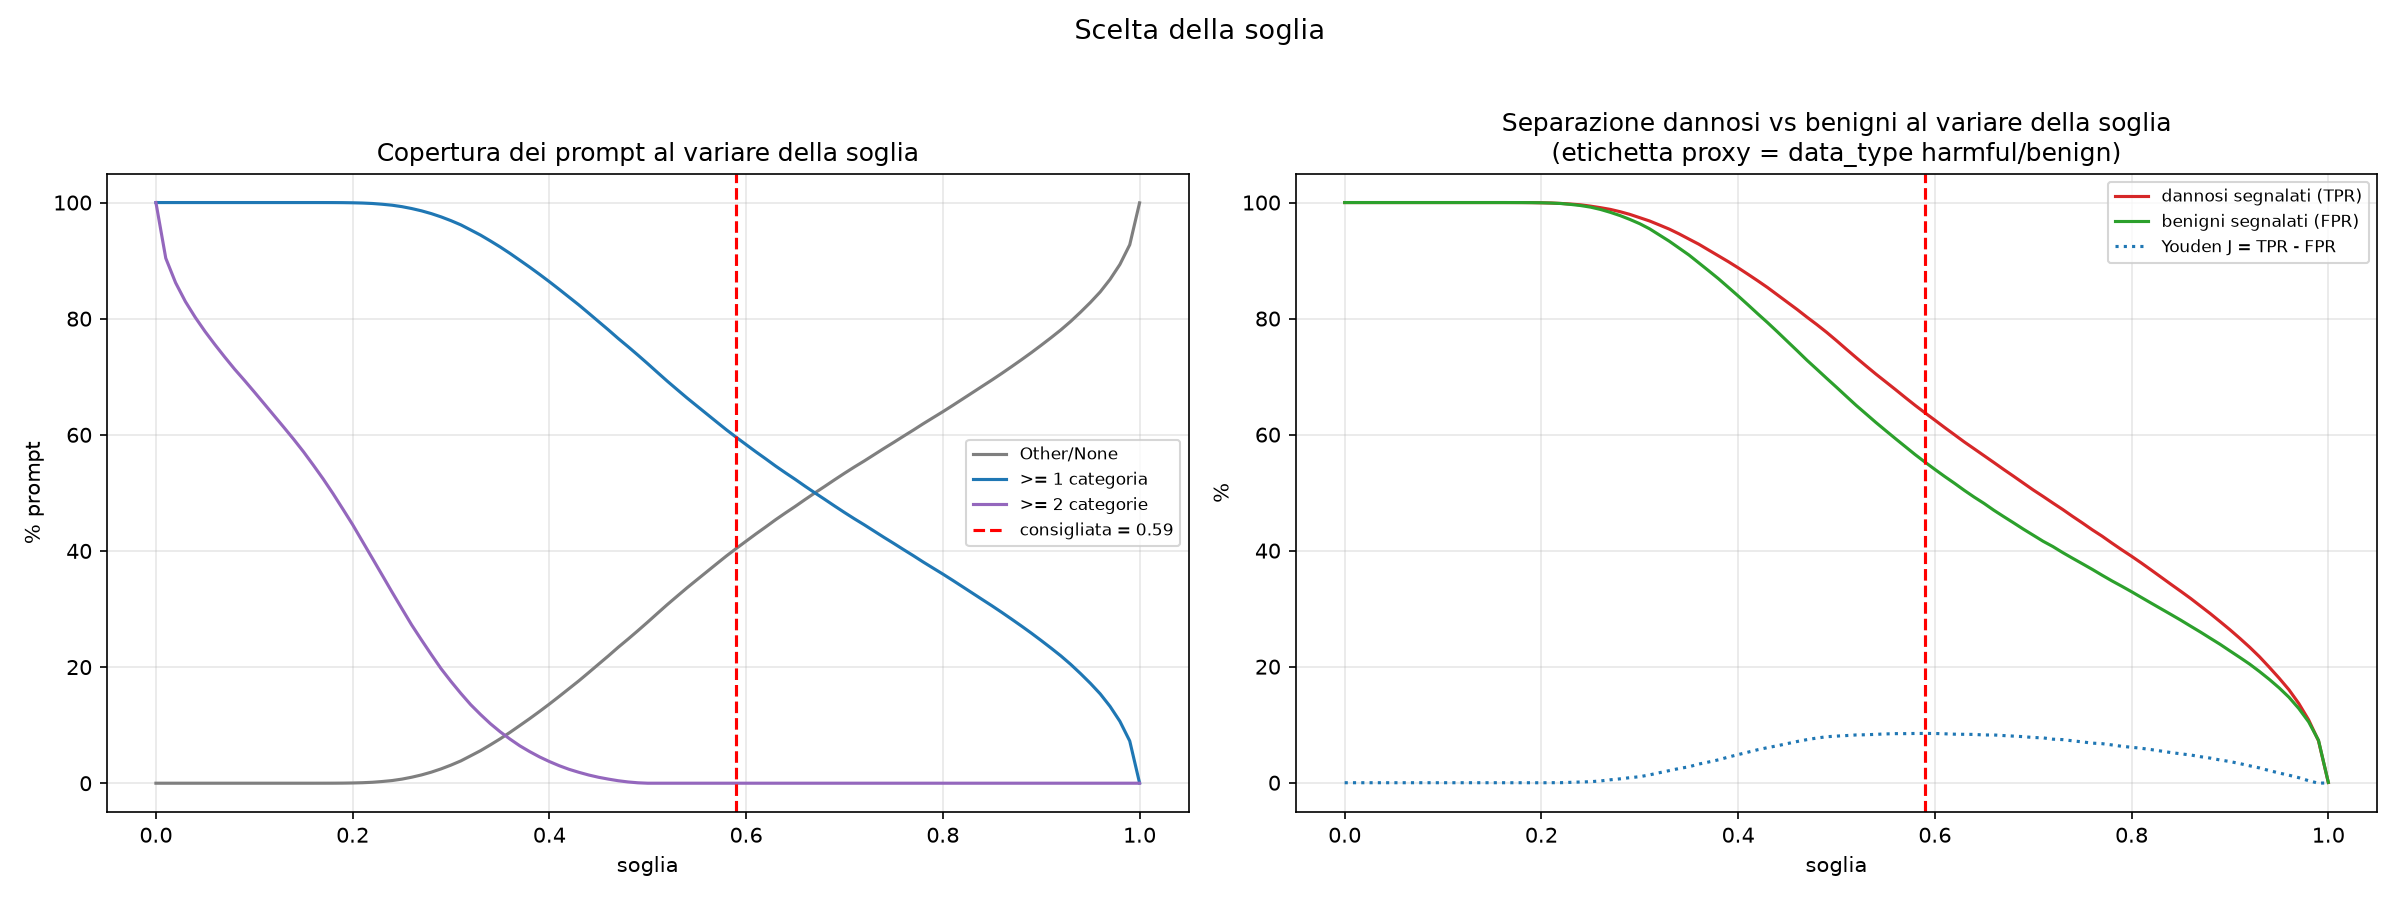 Scelta della soglia
Copertura dei prompt al variare della soglia
% prompt
100
80
60
40
20
0
0.0 0.2 0.4 0.6 0.8 1.0
soglia
Other/None
>= 1 categoria
>= 2 categorie
consigliata = 0.59
Separazione dannosi vs benigni al variare della soglia
(etichetta proxy = data_type harmful/benign)
%
100
80
60
40
20
0
0.0 0.2 0.4 0.6 0.8 1.0
soglia
dannosi segnalati (TPR)
benigni segnalati (FPR)
Youden J = TPR - FPR